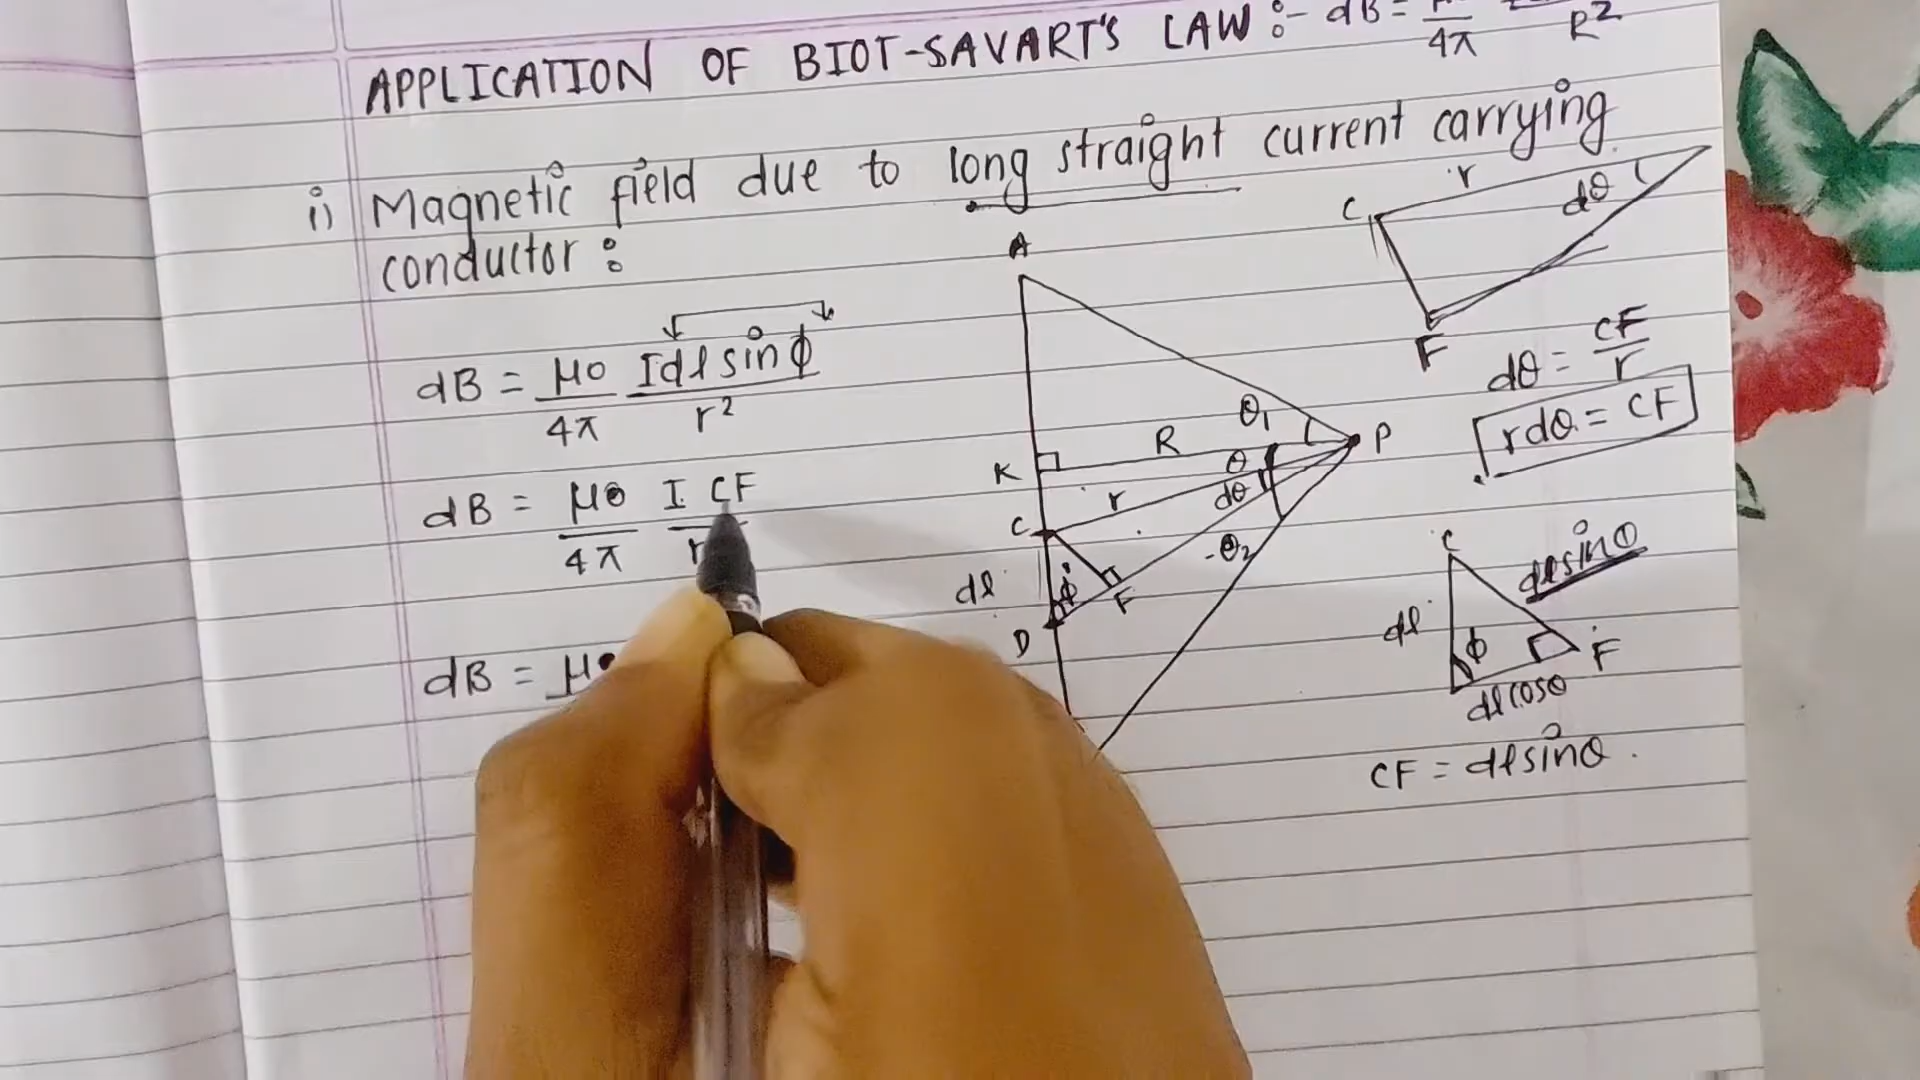 APPLICATION OF BIOT-SAVART'S LAW :- dB =
4π R²
i) Magnetic field due to long straight current carrying
conductor :
dB = μ0 Idl sinϕ
4π r²
dB = μ0 I CF
4π r
dB = μ
A
K
C
D
dl
ϕ
F
R
r
θ₁
θ
dθ
-θ₂
P
C
r
dθ
F
dθ = CF
r
rdθ = CF
C
dlsinθ
dl
ϕ
F
dlcosθ
CF = dlsinθ.